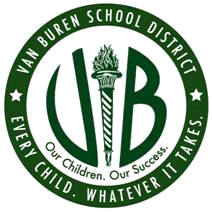 VAN BUREN SCHOOL DISTRICT
VB
Our Children. Our Success.
EVERY CHILD. WHATEVER IT TAKES.